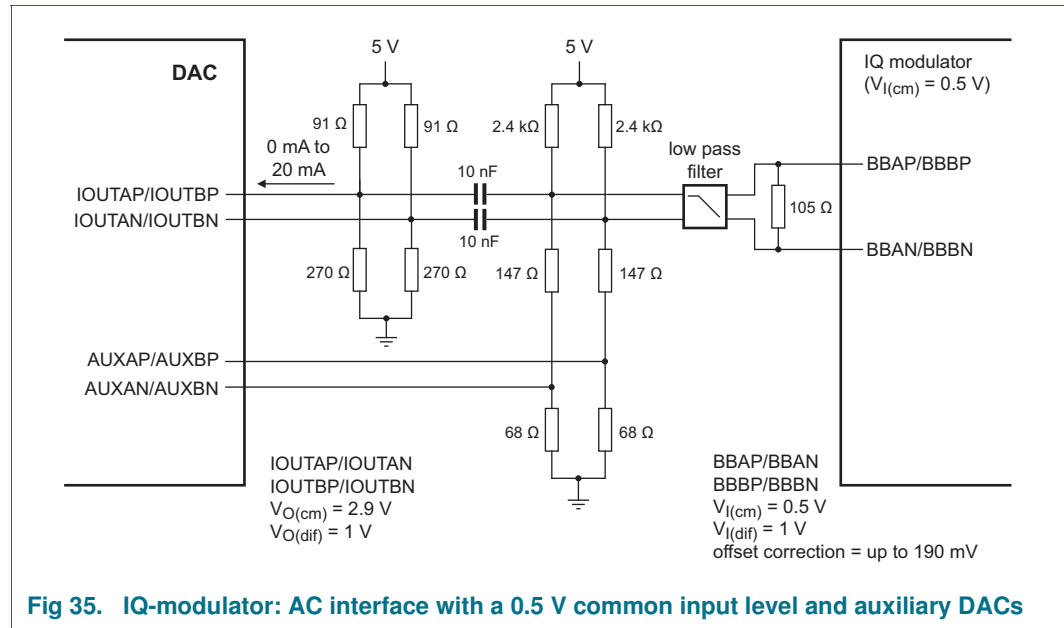 5 V
5 V
DAC
IQ modulator
(VI(cm) = 0.5 V)
91 Ω
91 Ω
2.4 kΩ
2.4 kΩ
0 mA to
20 mA
low pass
filter
10 nF
BBAP/BBBP
IOUTAP/IOUTBP
105 Ω
IOUTAN/IOUTBN
10 nF
BBAN/BBBN
270 Ω
270 Ω
147 Ω
147 Ω
AUXAP/AUXBP
AUXAN/AUXBN
68 Ω
68 Ω
IOUTAP/IOUTAN
IOUTBP/IOUTBN
VO(cm) = 2.9 V
VO(dif) = 1 V
BBAP/BBAN
BBBP/BBBN
VI(cm) = 0.5 V
VI(dif) = 1 V
offset correction = up to 190 mV
Fig 35. IQ-modulator: AC interface with a 0.5 V common input level and auxiliary DACs